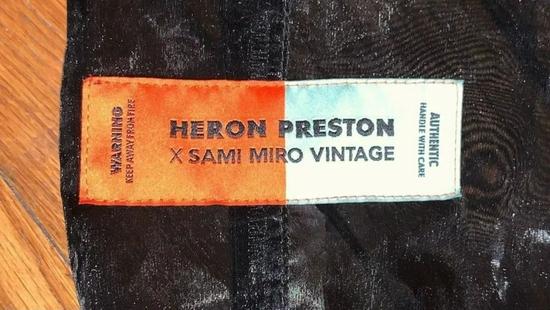 WARNING
KEEP AWAY FROM FIRE
HERON PRESTON
X SAMI MIRO VINTAGE
AUTHENTIC
HANDLE WITH CARE